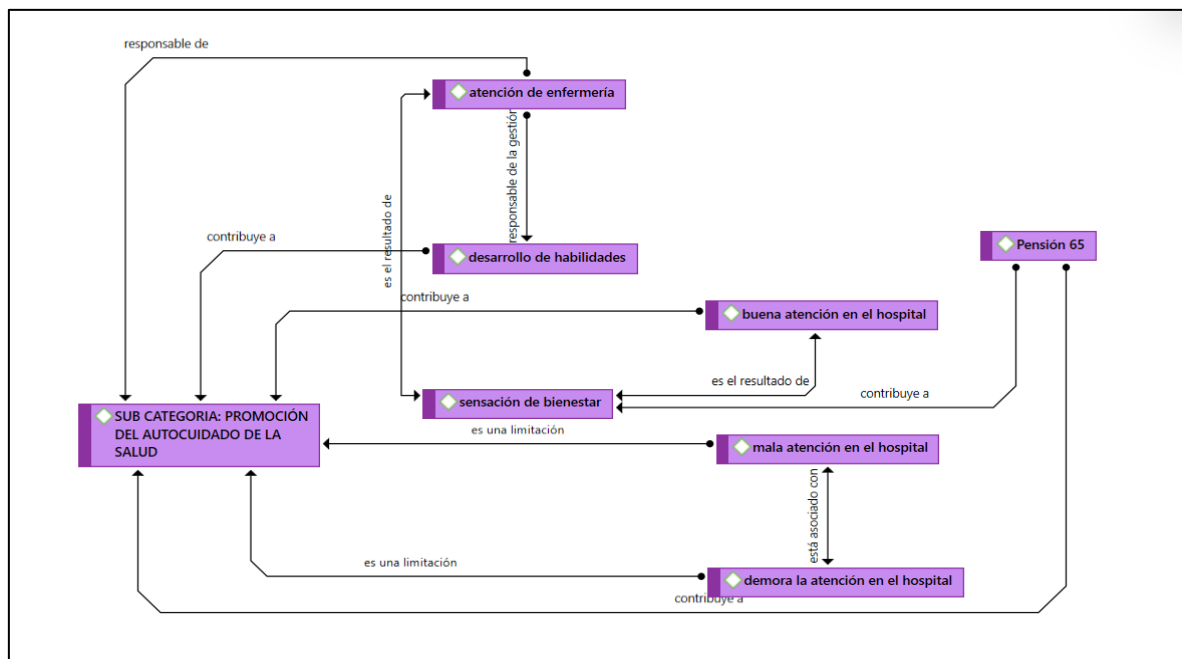 responsable de
atención de enfermería
responsable de la gestión
es el resultado de
contribuye a
desarrollo de habilidades
Pensión 65
contribuye a
buena atención en el hospital
es el resultado de
contribuye a
sensación de bienestar
SUB CATEGORIA: PROMOCIÓN
DEL AUTOCUIDADO DE LA
SALUD
es una limitación
mala atención en el hospital
está asociado con
es una limitación
demora la atención en el hospital
contribuye a